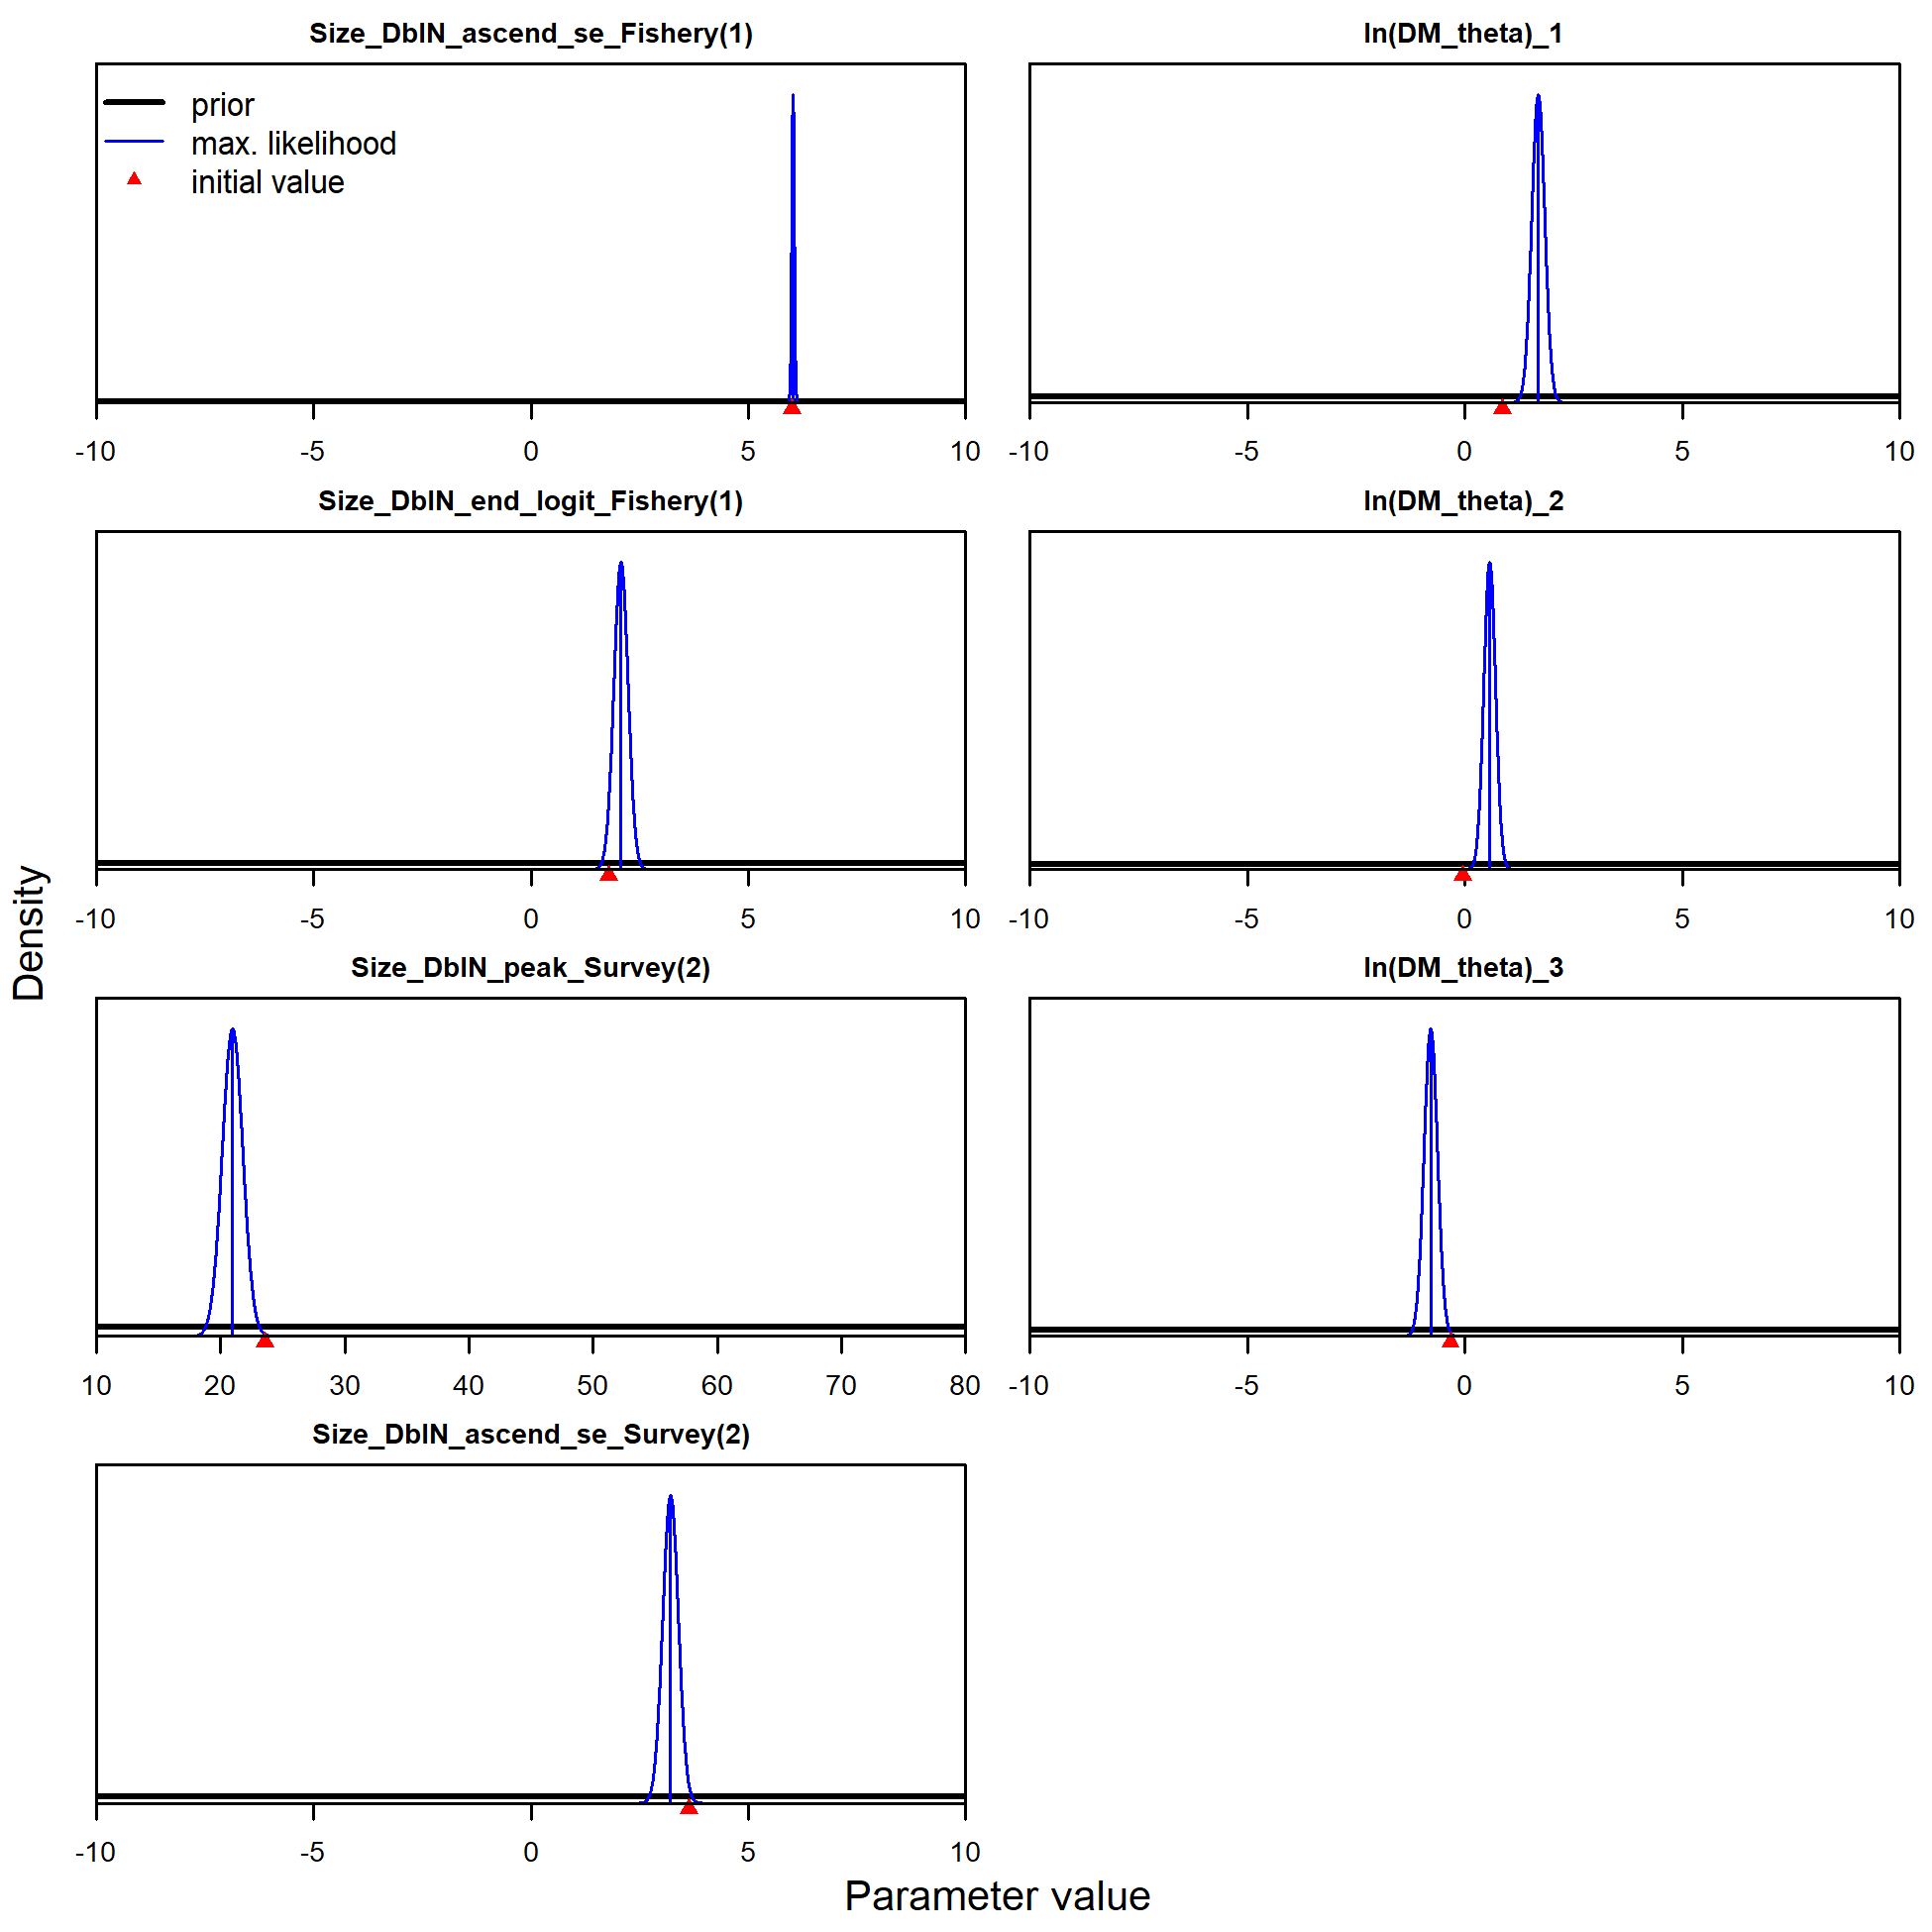 Size_DblN_ascend_se_Fishery(1)
prior
max. likelihood
initial value
-10 -5 0 5 10
ln(DM_theta)_1
-10 -5 0 5 10
Size_DblN_end_logit_Fishery(1)
-10 -5 0 5 10
ln(DM_theta)_2
-10 -5 0 5 10
Size_DblN_peak_Survey(2)
10 20 30 40 50 60 70 80
ln(DM_theta)_3
-10 -5 0 5 10
Size_DblN_ascend_se_Survey(2)
-10 -5 0 5 10
Density
Parameter value